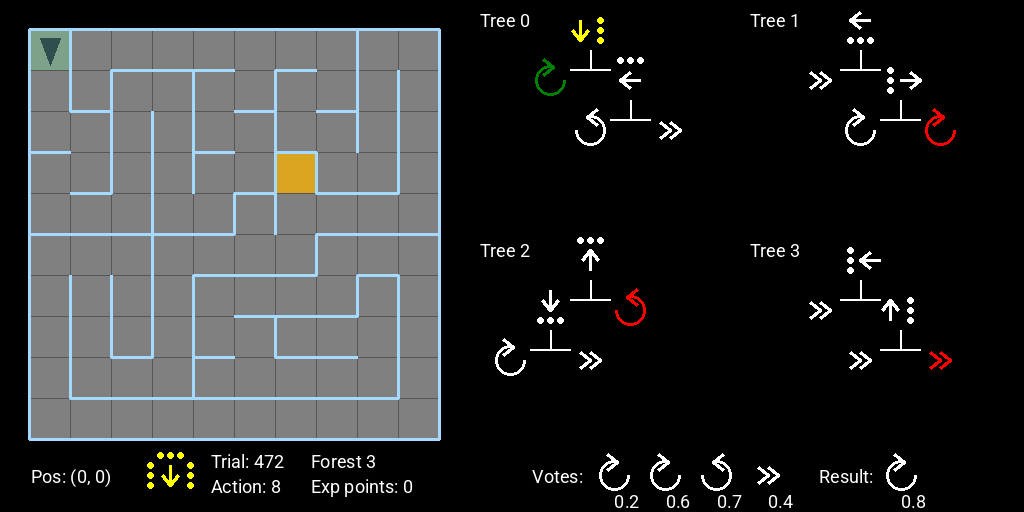 Tree 0
Tree 1
Tree 2
Tree 3
Pos: (0, 0)
Trial: 472
Forest 3
Action: 8
Exp points: 0
Votes:
0.2
0.6
0.7
0.4
Result:
0.8